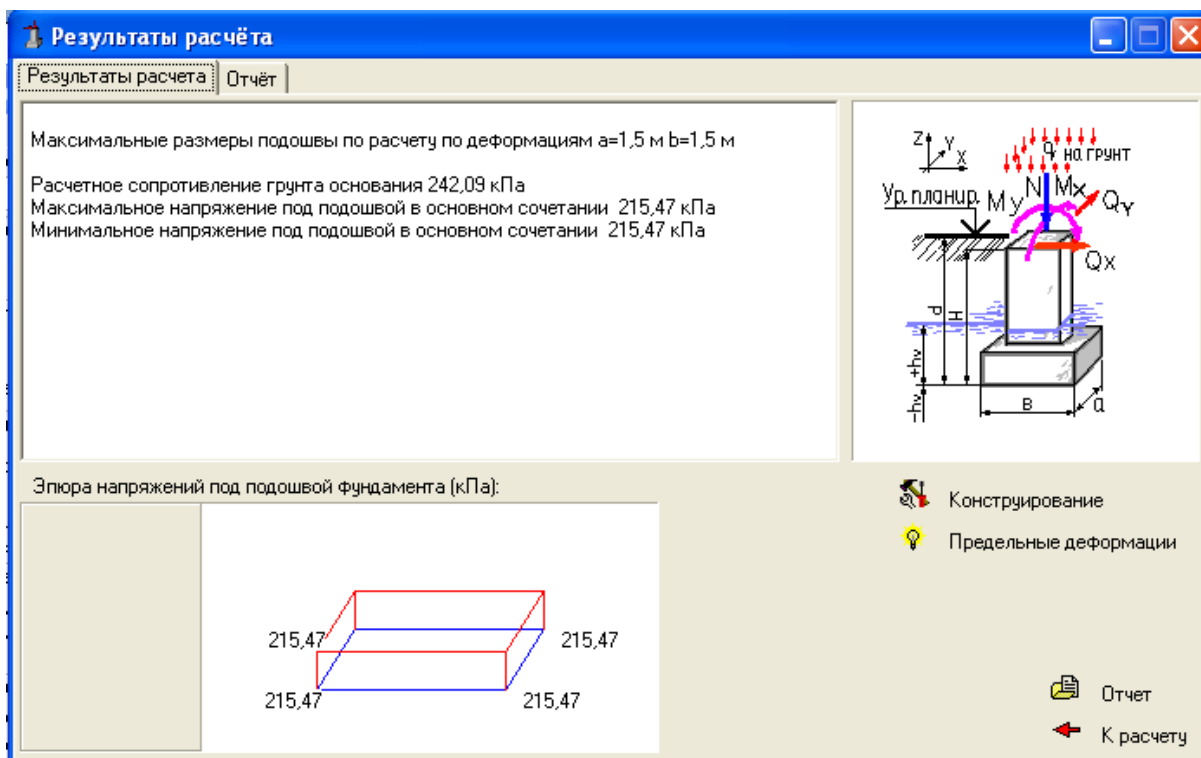 Результаты расчёта
Результаты расчета
Отчёт
Максимальные размеры подошвы по расчету по деформациям a=1,5 м b=1,5 м
Расчетное сопротивление грунта основания 242,09 кПа
Максимальное напряжение под подошвой в основном сочетании 215,47 кПа
Минимальное напряжение под подошвой в основном сочетании 215,47 кПа
Z Y X
q на грунт
Ур. планир. My N Mx Qy
Qx
d H
+hv
-hv
B a
Эпюра напряжений под подошвой фундамента (кПа):
215,47 215,47
215,47 215,47
Конструирование
Предельные деформации
Отчет
К расчету